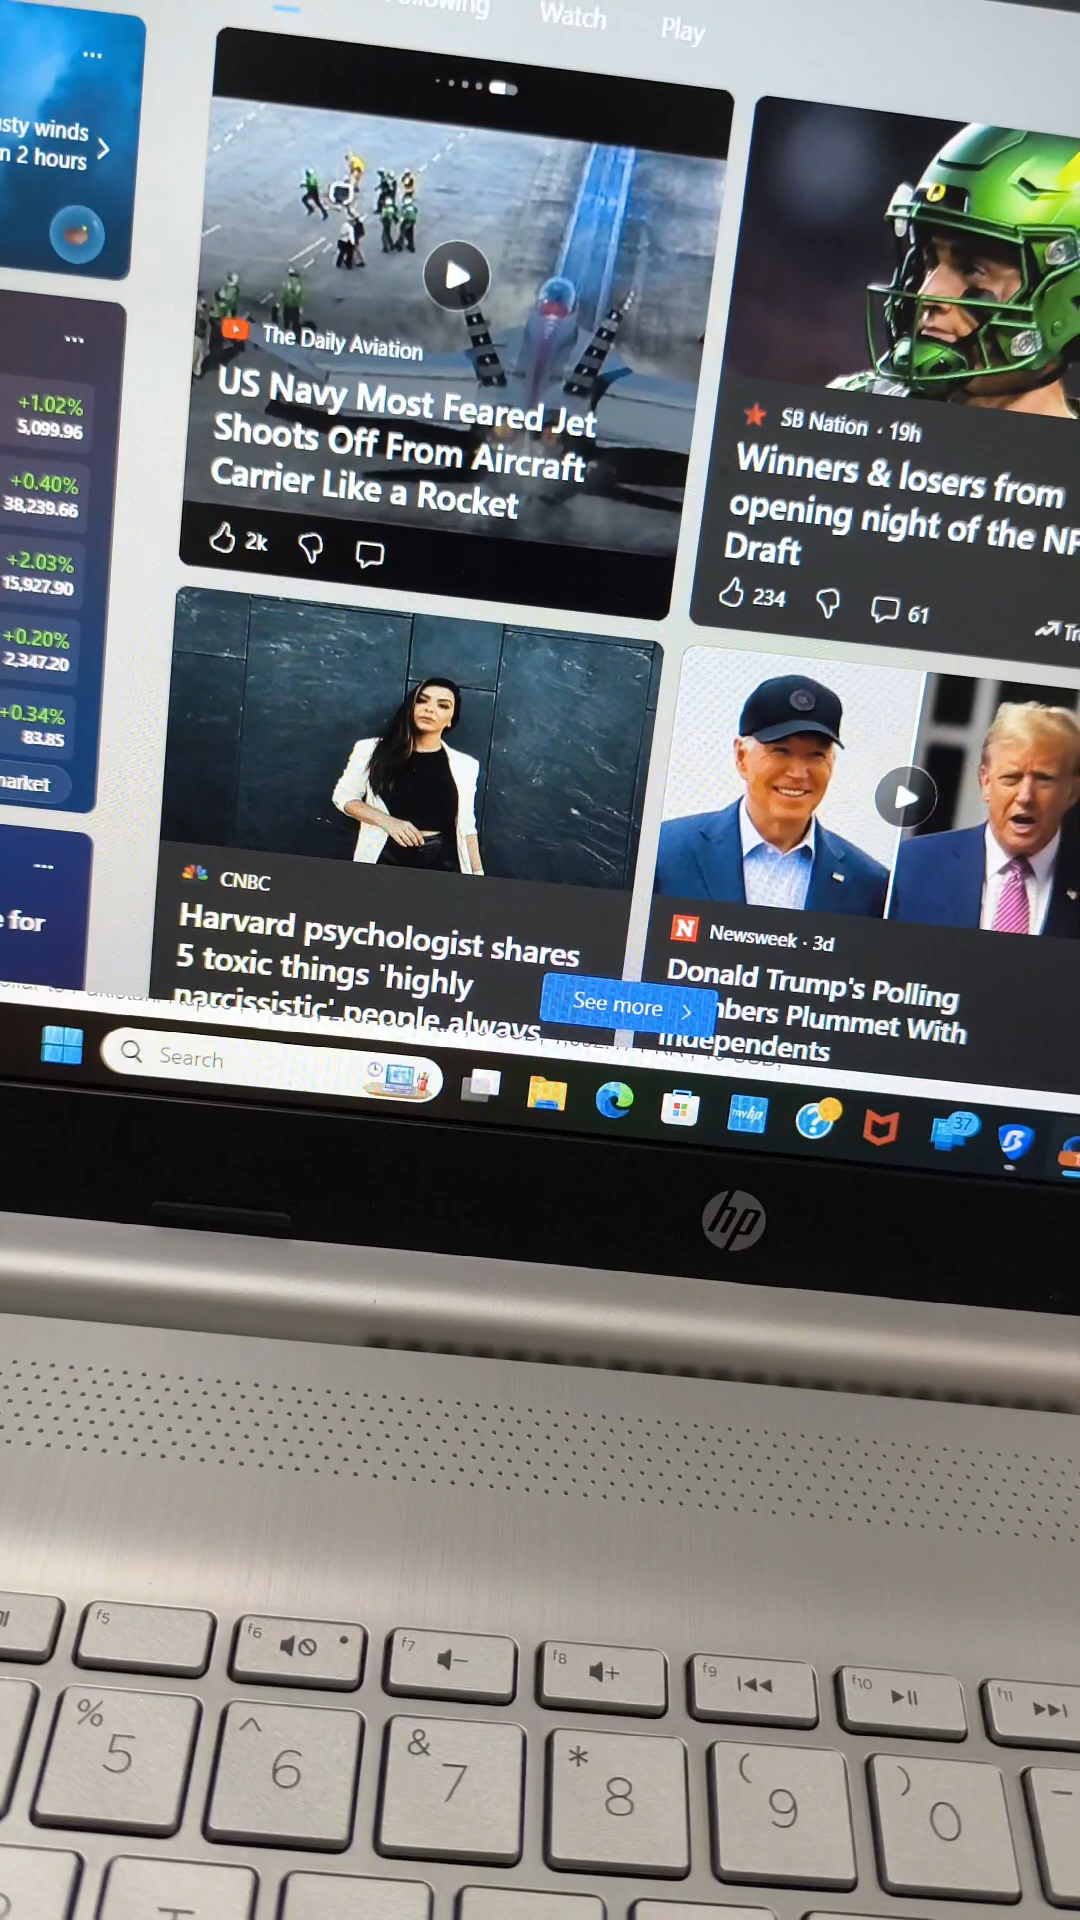 Watch
Play
sty winds
n 2 hours
The Daily Aviation
US Navy Most Feared Jet
Shoots Off From Aircraft
Carrier Like a Rocket
2k
SB Nation · 19h
Winners & losers from
opening night of the NF
Draft
234
61
+1.02%
5,099.96
+0.40%
38,239.66
+2.03%
15,927.90
+0.20%
2,347.20
+0.34%
83.85
market
e for
CNBC
Harvard psychologist shares
5 toxic things 'highly
narcissistic' people always
See more
N
Newsweek · 3d
Donald Trump's Polling
mbers Plummet With
Independents
Search
myhp
37
hp
f5
f6
f7
f8
f9
f10
f11
% 5
^ 6
& 7
* 8
( 9
) 0